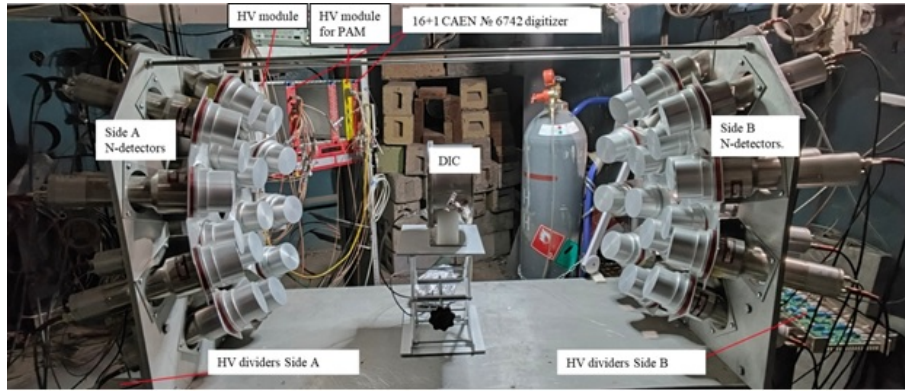 HV module
HV module
for PAM
16+1 CAEN № 6742 digitizer
Side A
N-detectors
DIC
Side B
N-detectors.
HV dividers Side A
HV dividers Side B